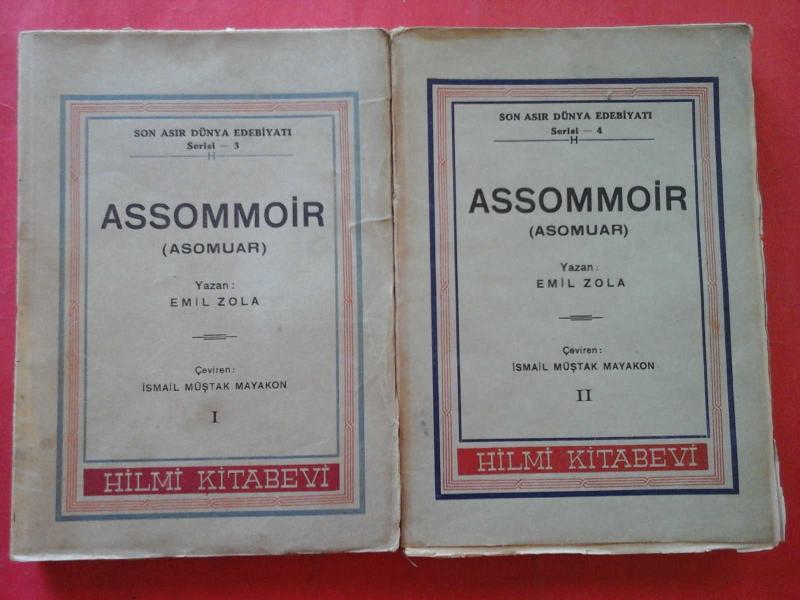 SON ASIR DÜNYA EDEBİYATI
Serisi — 3
H
ASSOMMOİR
(ASOMUAR)
Yazan:
EMİL ZOLA
Çeviren:
İSMAİL MÜŞTAK MAYAKON
I
HİLMİ KİTABEVİ
SON ASIR DÜNYA EDEBİYATI
Serisi — 4
H
ASSOMMOİR
(ASOMUAR)
Yazan:
EMİL ZOLA
Çeviren:
İSMAİL MÜŞTAK MAYAKON
II
HİLMİ KİTABEVİ